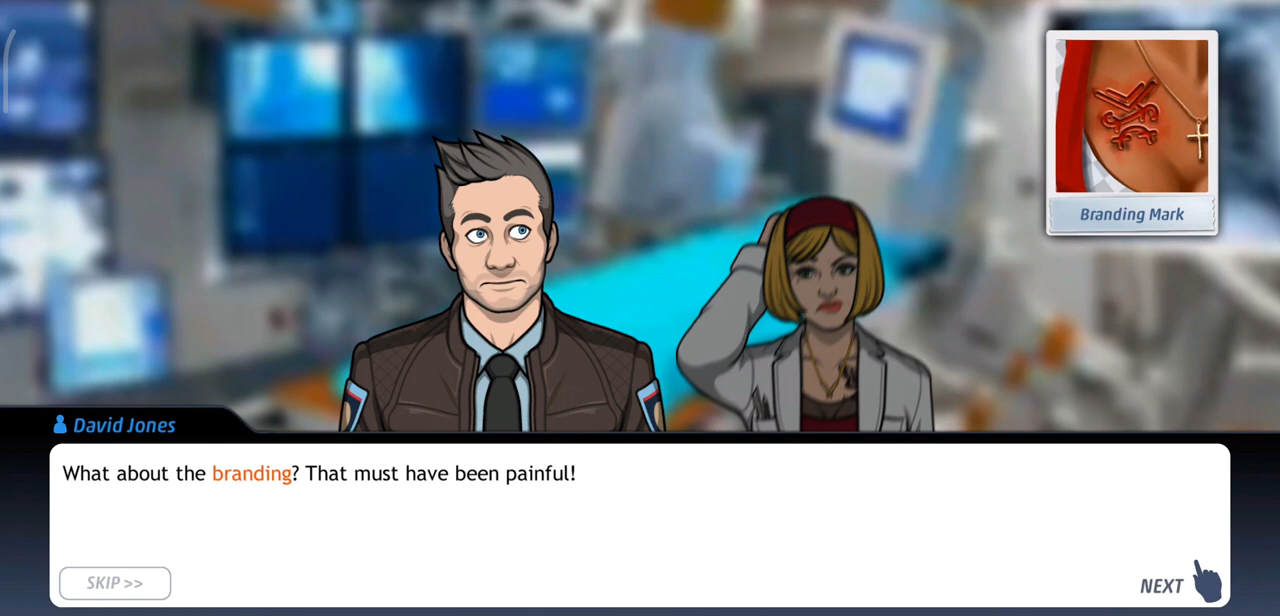 Branding Mark
David Jones
What about the branding? That must have been painful!
SKIP >>
NEXT